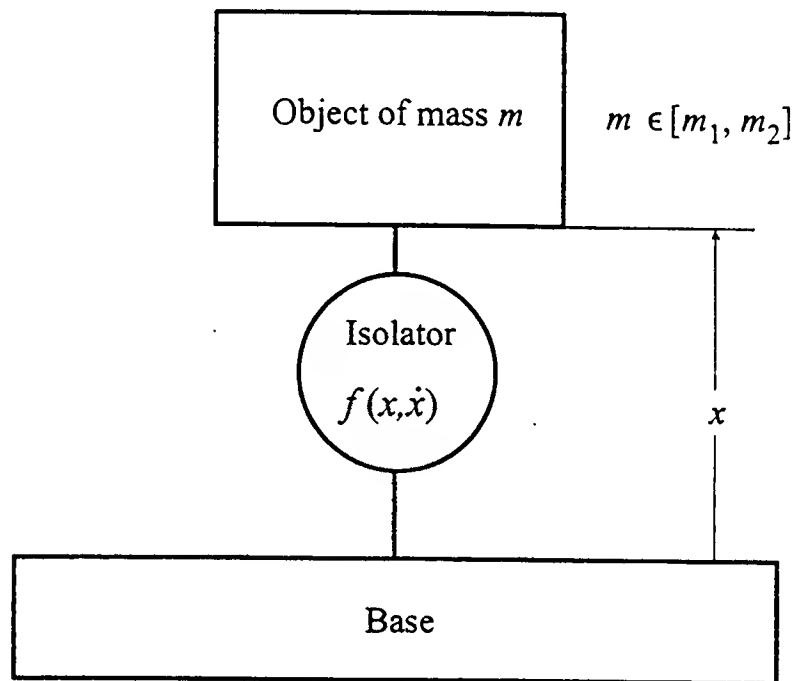 Object of mass m
m ∈ [m₁, m₂]
Isolator
f(x,ẋ)
x
Base